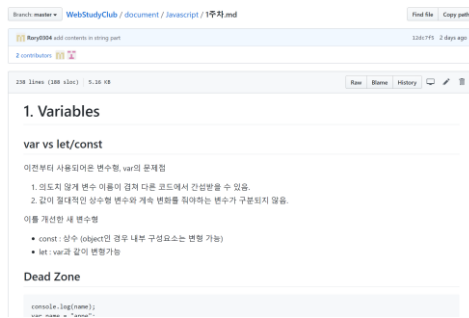 Branch: master WebStudyClub / document / Javascript / 1주차.md Find file Copy path
Rory0304 add contents in string part 2 days ago
2 contributors
238 lines (180 sloc) 5.16 KB Raw Blame History
1. Variables
var vs let/const
이전부터 사용되어온 변수형, var의 문제점
1. 의도치 않게 변수 이름이 겹쳐 다른 코드에서 간섭받을 수 있음.
2. 값이 절대적인 상수형 변수와 계속 변화를 줘야하는 변수가 구분되지 않음.
이를 개선한 새 변수형
const : 상수 (object인 경우 내부 구성요소는 변형 가능)
let : var과 같이 변형가능
Dead Zone
console.log(name);
var name = "anne";